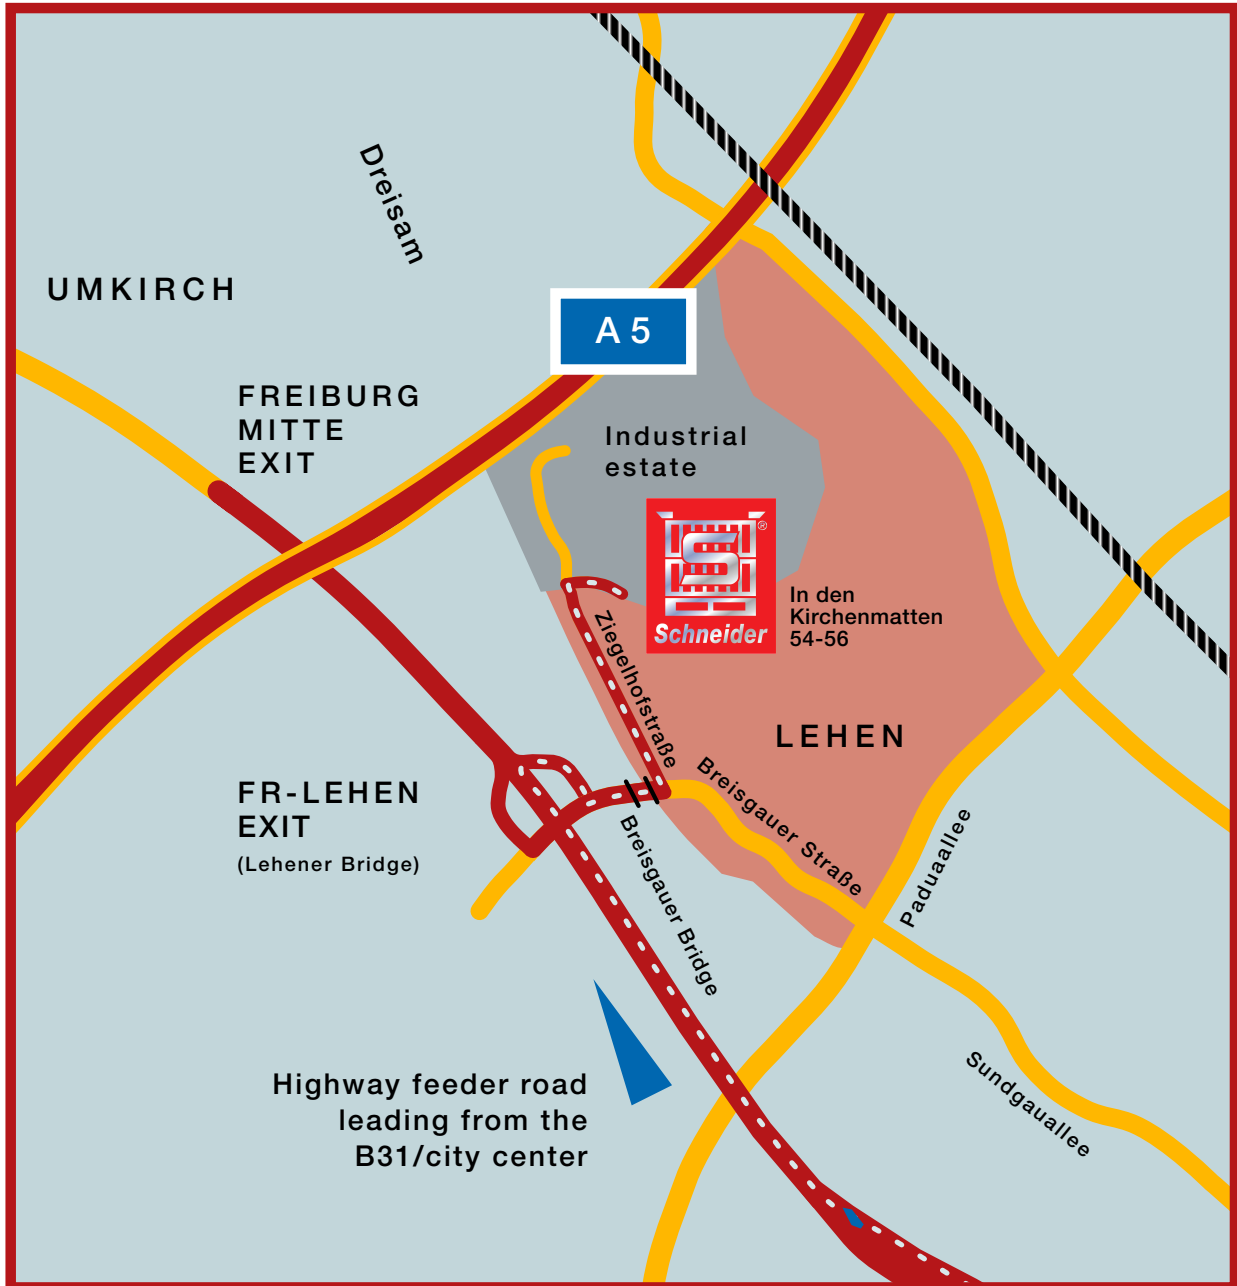 Dreisam
UMKIRCH
A 5
FREIBURG
MITTE
EXIT
Industrial
estate
®
S
Schneider
In den
Kirchenmatten
54-56
Ziegelhofstraße
LEHEN
FR-LEHEN
EXIT
(Lehener Bridge)
Breisgauer Straße
Breisgauer Bridge
Paduaallee
Sundgauallee
Highway feeder road
leading from the
B31/city center